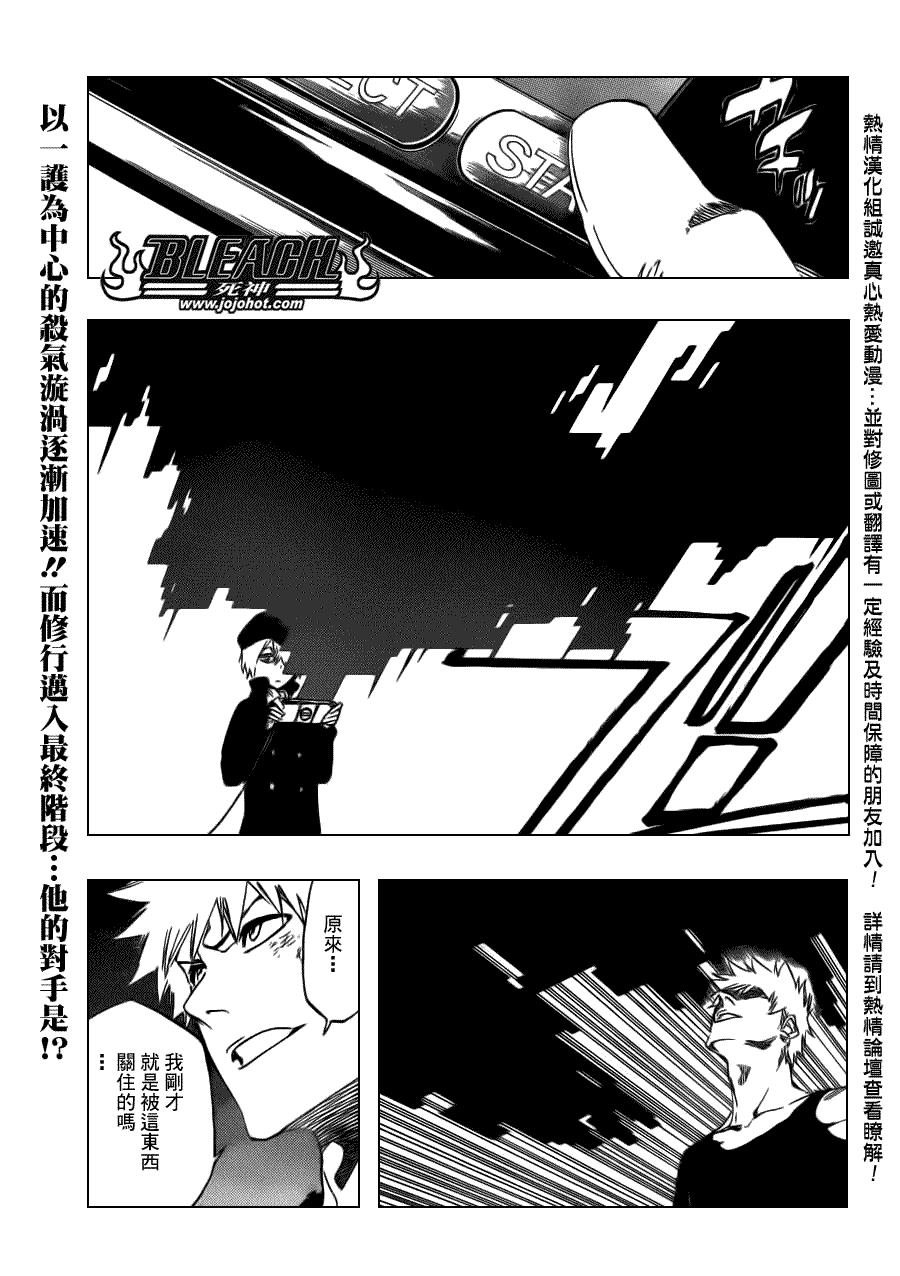 熱情漢化組誠邀真心熱愛動漫…並對修圖或翻譯有一定經驗及時間保障的朋友加入！ 詳情請到熱情論壇查看瞭解！
ECT
STA
BLEACH
死神
www.jojohot.com
原來…
我剛才
就是被這東西
關住的嗎
…
以一護為中心的殺氣漩渦逐漸加速!!而修行邁入最終階段…他的對手是!?